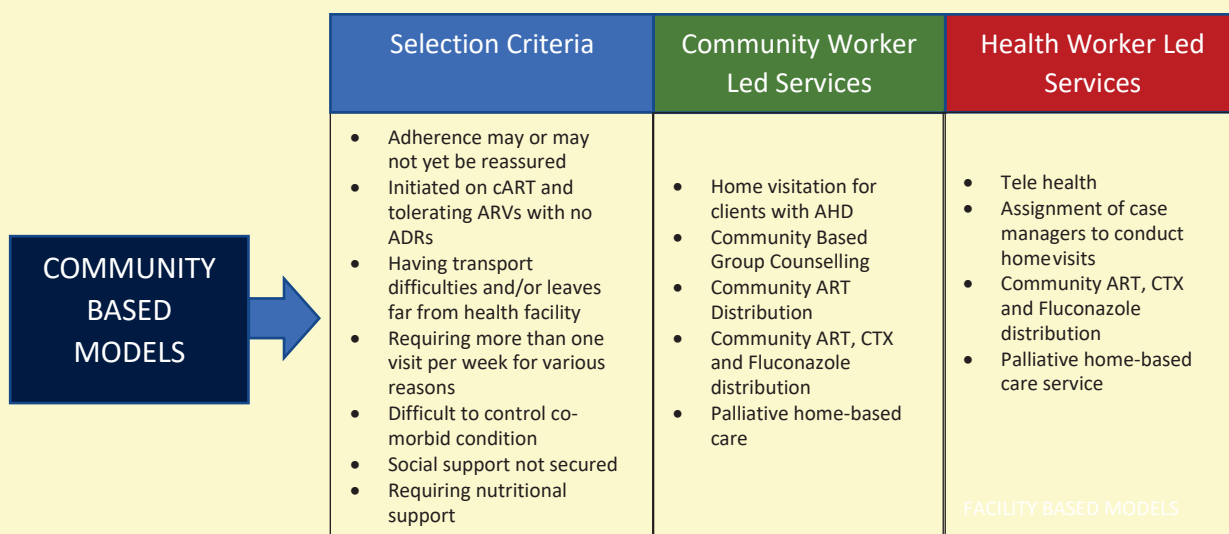 COMMUNITY
BASED
MODELS
Selection Criteria
• Adherence may or may
not yet be reassured
• Initiated on cART and
tolerating ARVs with no
ADRs
• Having transport
difficulties and/or leaves
far from health facility
• Requiring more than one
visit per week for various
reasons
• Difficult to control co-
morbid condition
• Social support not secured
• Requiring nutritional
support
Community Worker
Led Services
• Home visitation for
clients with AHD
• Community Based
Group Counselling
• Community ART
Distribution
• Community ART, CTX
and Fluconazole
distribution
• Palliative home-based
care
Health Worker Led
Services
• Tele health
• Assignment of case
managers to conduct
homevisits
• Community ART, CTX
and Fluconazole
distribution
• Palliative home-based
care service
FACILITY BASED MODELS